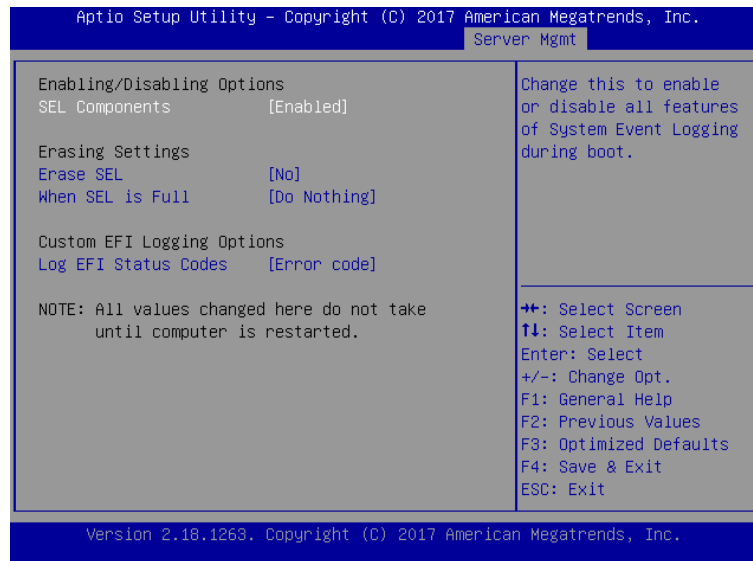 Aptio Setup Utility – Copyright (C) 2017 American Megatrends, Inc.
Server Mgmt
Enabling/Disabling Options
SEL Components [Enabled]
Erasing Settings
Erase SEL [No]
When SEL is Full [Do Nothing]
Custom EFI Logging Options
Log EFI Status Codes [Error code]
NOTE: All values changed here do not take
until computer is restarted.
Change this to enable
or disable all features
of System Event Logging
during boot.
→←: Select Screen
↑↓: Select Item
Enter: Select
+/-: Change Opt.
F1: General Help
F2: Previous Values
F3: Optimized Defaults
F4: Save & Exit
ESC: Exit
Version 2.18.1263. Copyright (C) 2017 American Megatrends, Inc.